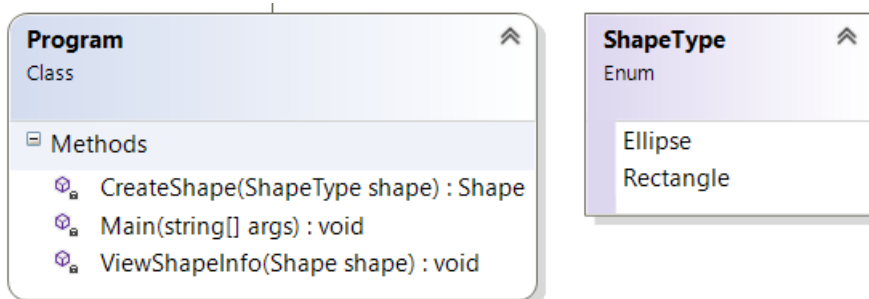 Program
Class
Methods
CreateShape(ShapeType shape) : Shape
Main(string[] args) : void
ViewShapeInfo(Shape shape) : void
ShapeType
Enum
Ellipse
Rectangle